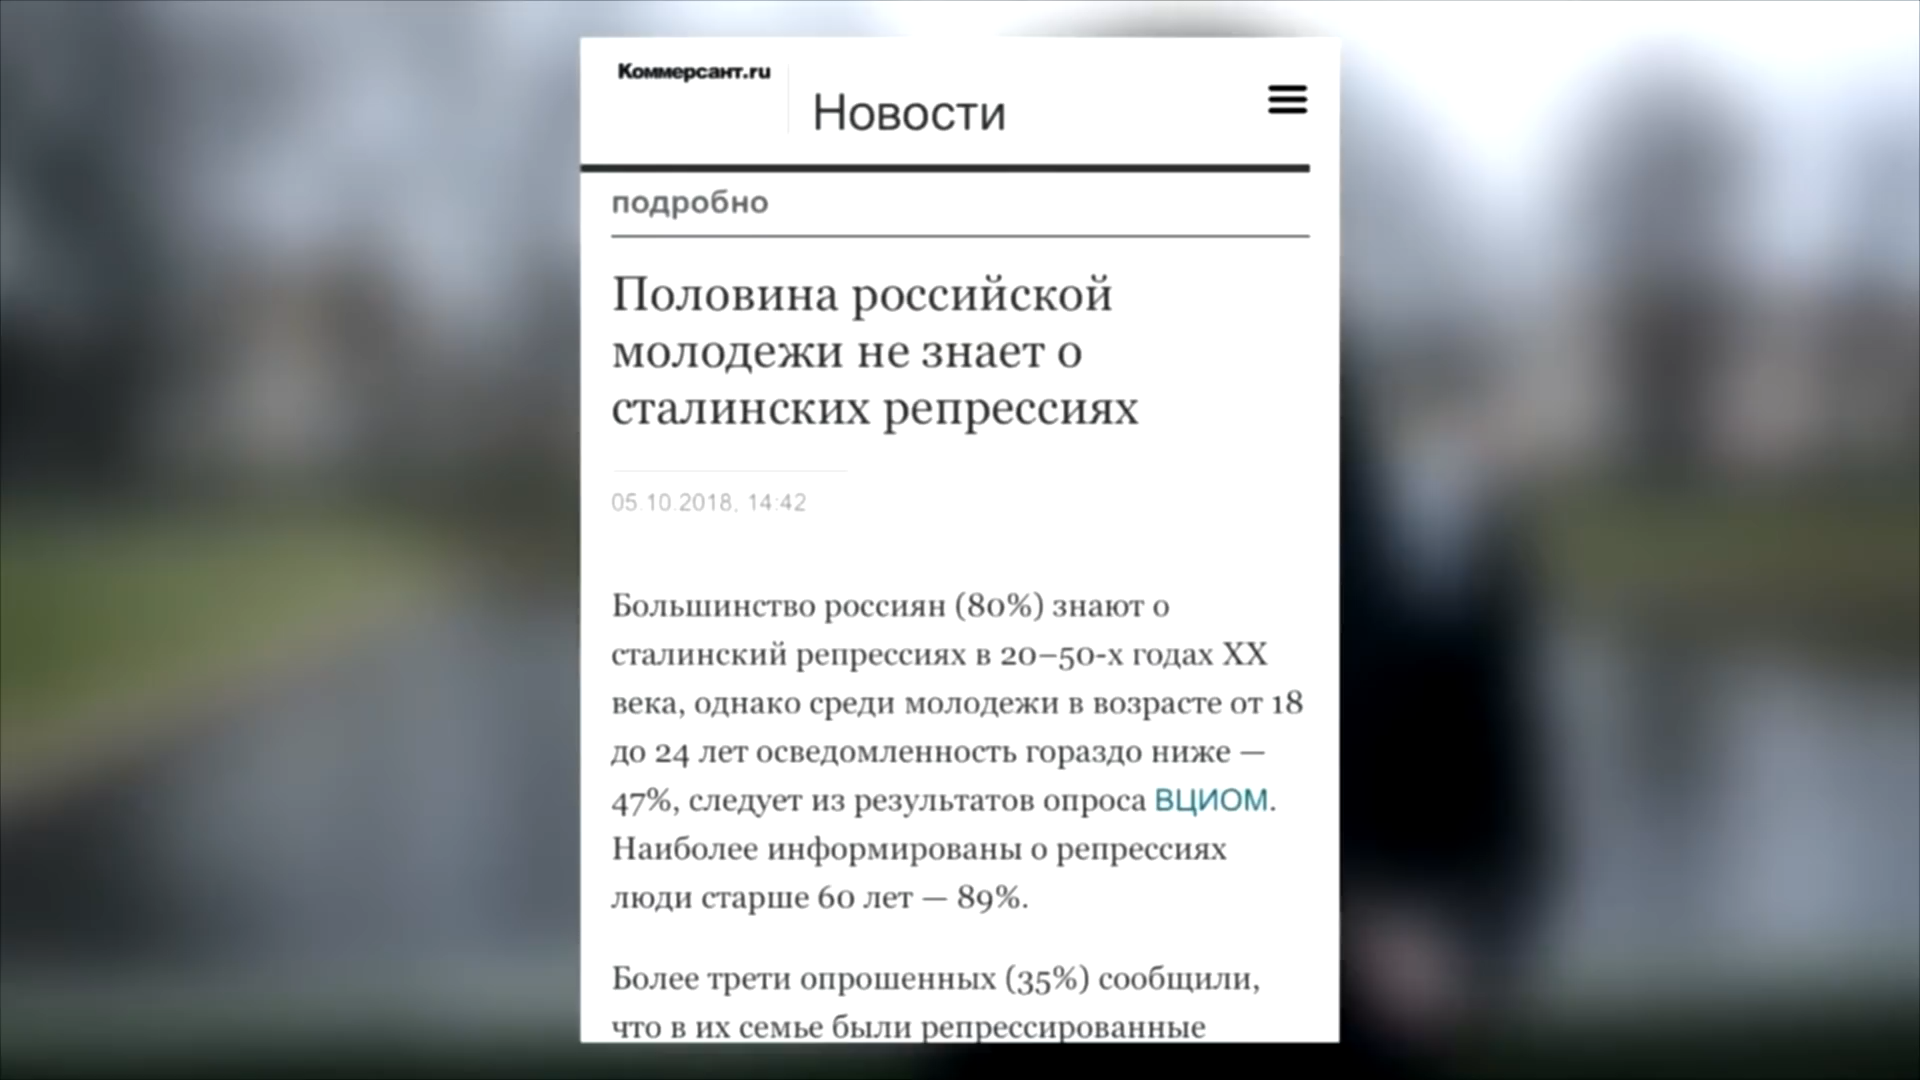 Коммерсант.ru
Новости
подробно
Половина российской
молодежи не знает о
сталинских репрессиях
05.10.2018, 14:42
Большинство россиян (80%) знают о
сталинский репрессиях в 20–50-х годах XX
века, однако среди молодежи в возрасте от 18
до 24 лет осведомленность гораздо ниже —
47%, следует из результатов опроса ВЦИОМ.
Наиболее информированы о репрессиях
люди старше 60 лет — 89%.
Более трети опрошенных (35%) сообщили,
что в их семье были репрессированные